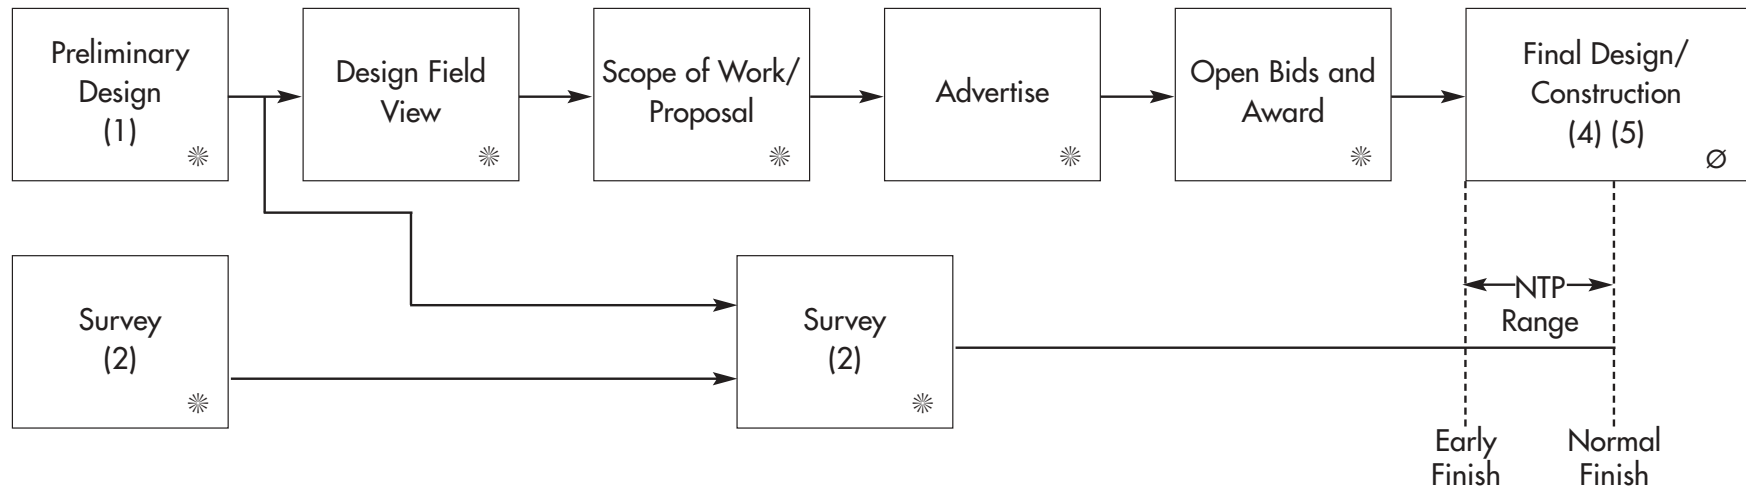 Preliminary
Design
(1)
Design Field
View
Scope of Work/
Proposal
Advertise
Open Bids and
Award
Final Design/
Construction
(4) (5)
Ø
Survey
(2)
Survey
(2)
NTP
Range
Early
Finish
Normal
Finish